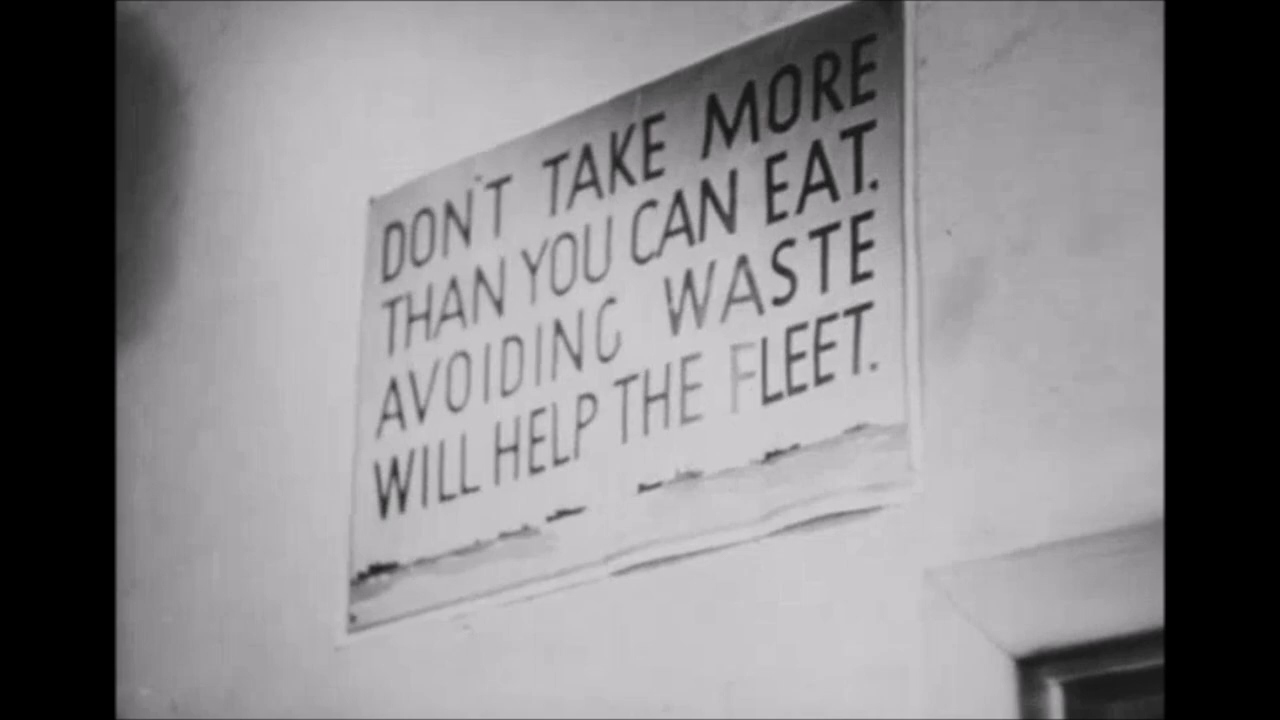 DON'T TAKE MORE
THAN YOU CAN EAT.
AVOIDING WASTE
WILL HELP THE FLEET.